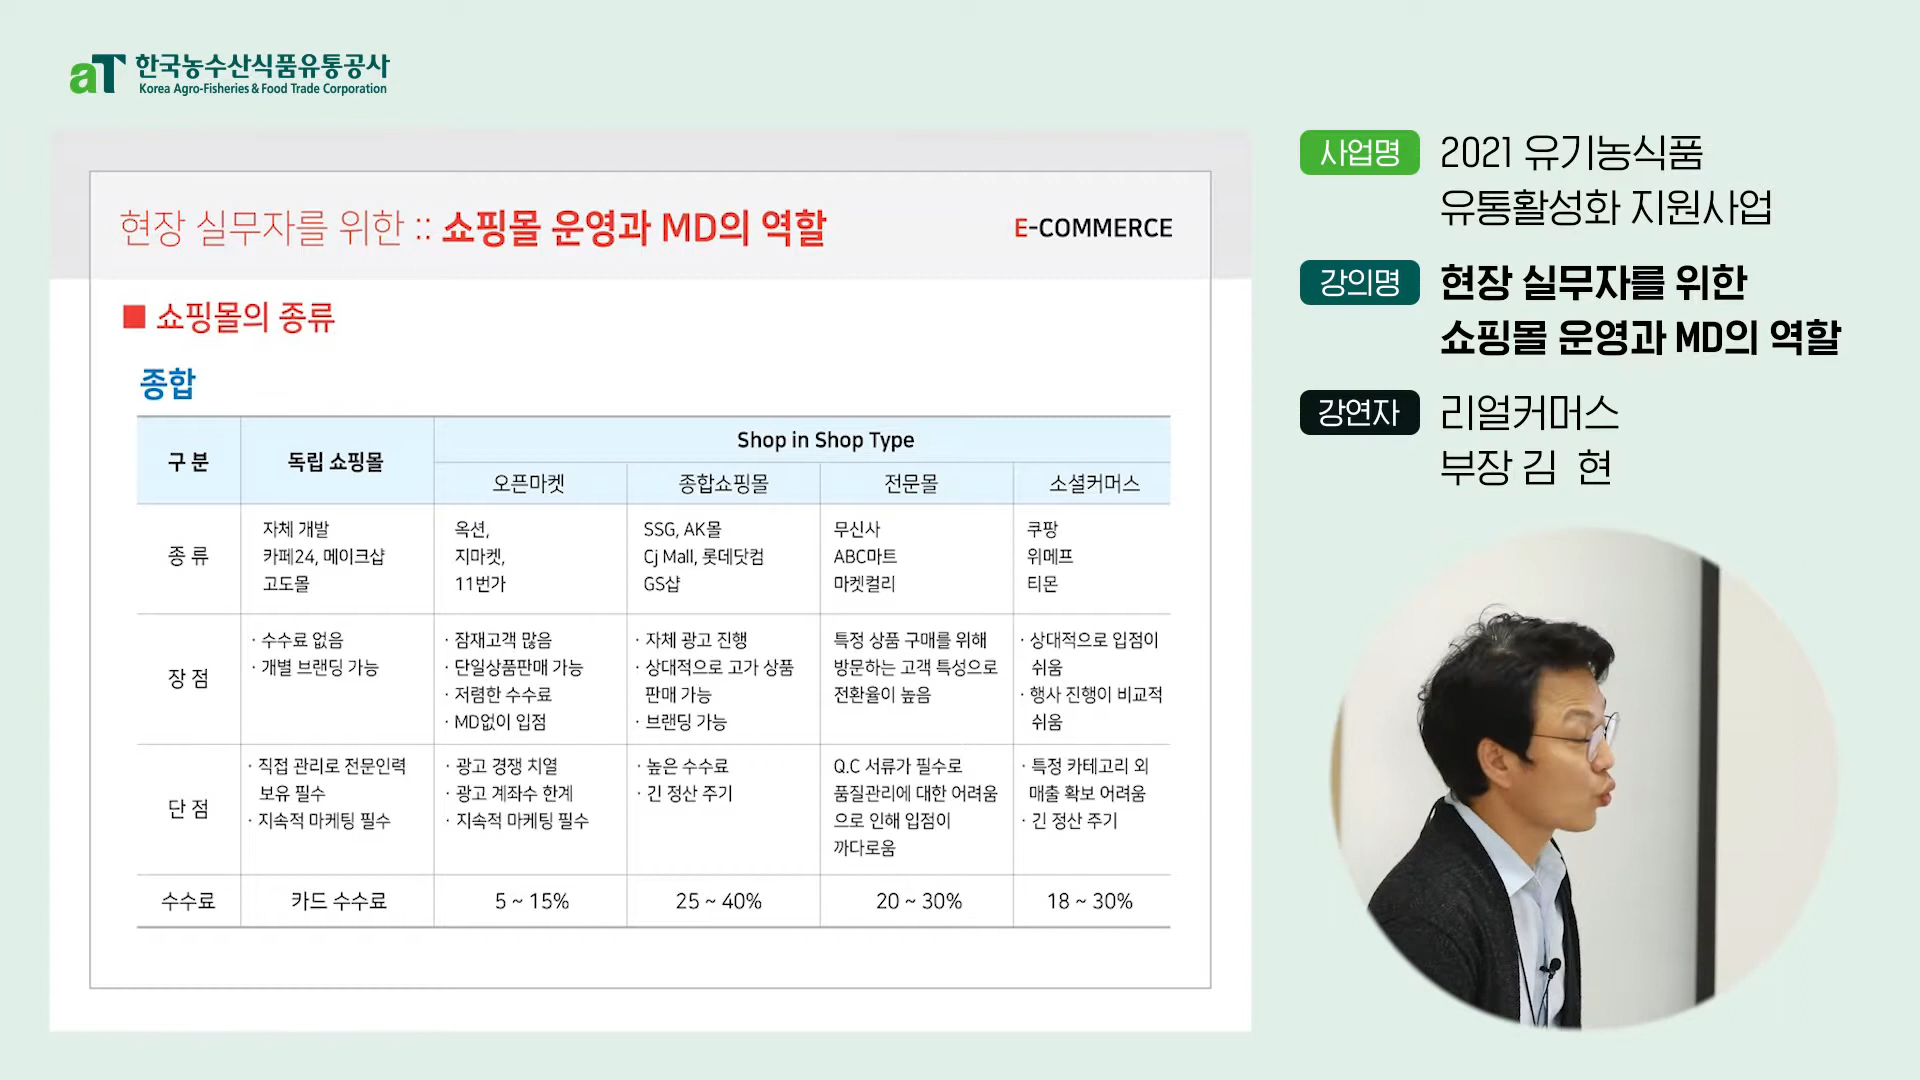 aT 한국농수산식품유통공사
Korea Agro-Fisheries & Food Trade Corporation
현장 실무자를 위한 :: 쇼핑몰 운영과 MD의 역할
E-COMMERCE
■ 쇼핑몰의 종류
종합
구 분
독립 쇼핑몰
Shop in Shop Type
오픈마켓
종합쇼핑몰
전문몰
소셜커머스
종 류
자체 개발
카페24, 메이크샵
고도몰
옥션,
지마켓,
11번가
SSG, AK몰
Cj Mall, 롯데닷컴
GS샵
무신사
ABC마트
마켓컬리
쿠팡
위메프
티몬
장 점
· 수수료 없음
· 개별 브랜딩 가능
· 잠재고객 많음
· 단일상품판매 가능
· 저렴한 수수료
· MD없이 입점
· 자체 광고 진행
· 상대적으로 고가 상품
판매 가능
· 브랜딩 가능
특정 상품 구매를 위해
방문하는 고객 특성으로
전환율이 높음
· 상대적으로 입점이
쉬움
· 행사 진행이 비교적
쉬움
단 점
· 직접 관리로 전문인력
보유 필수
· 지속적 마케팅 필수
· 광고 경쟁 치열
· 광고 계좌수 한계
· 지속적 마케팅 필수
· 높은 수수료
· 긴 정산 주기
Q.C 서류가 필수로
품질관리에 대한 어려움
으로 인해 입점이
까다로움
· 특정 카테고리 외
매출 확보 어려움
· 긴 정산 주기
수수료
카드 수수료
5 ~ 15%
25 ~ 40%
20 ~ 30%
18 ~ 30%
사업명
2021 유기농식품
유통활성화 지원사업
강의명
현장 실무자를 위한
쇼핑몰 운영과 MD의 역할
강연자
리얼커머스
부장 김 현